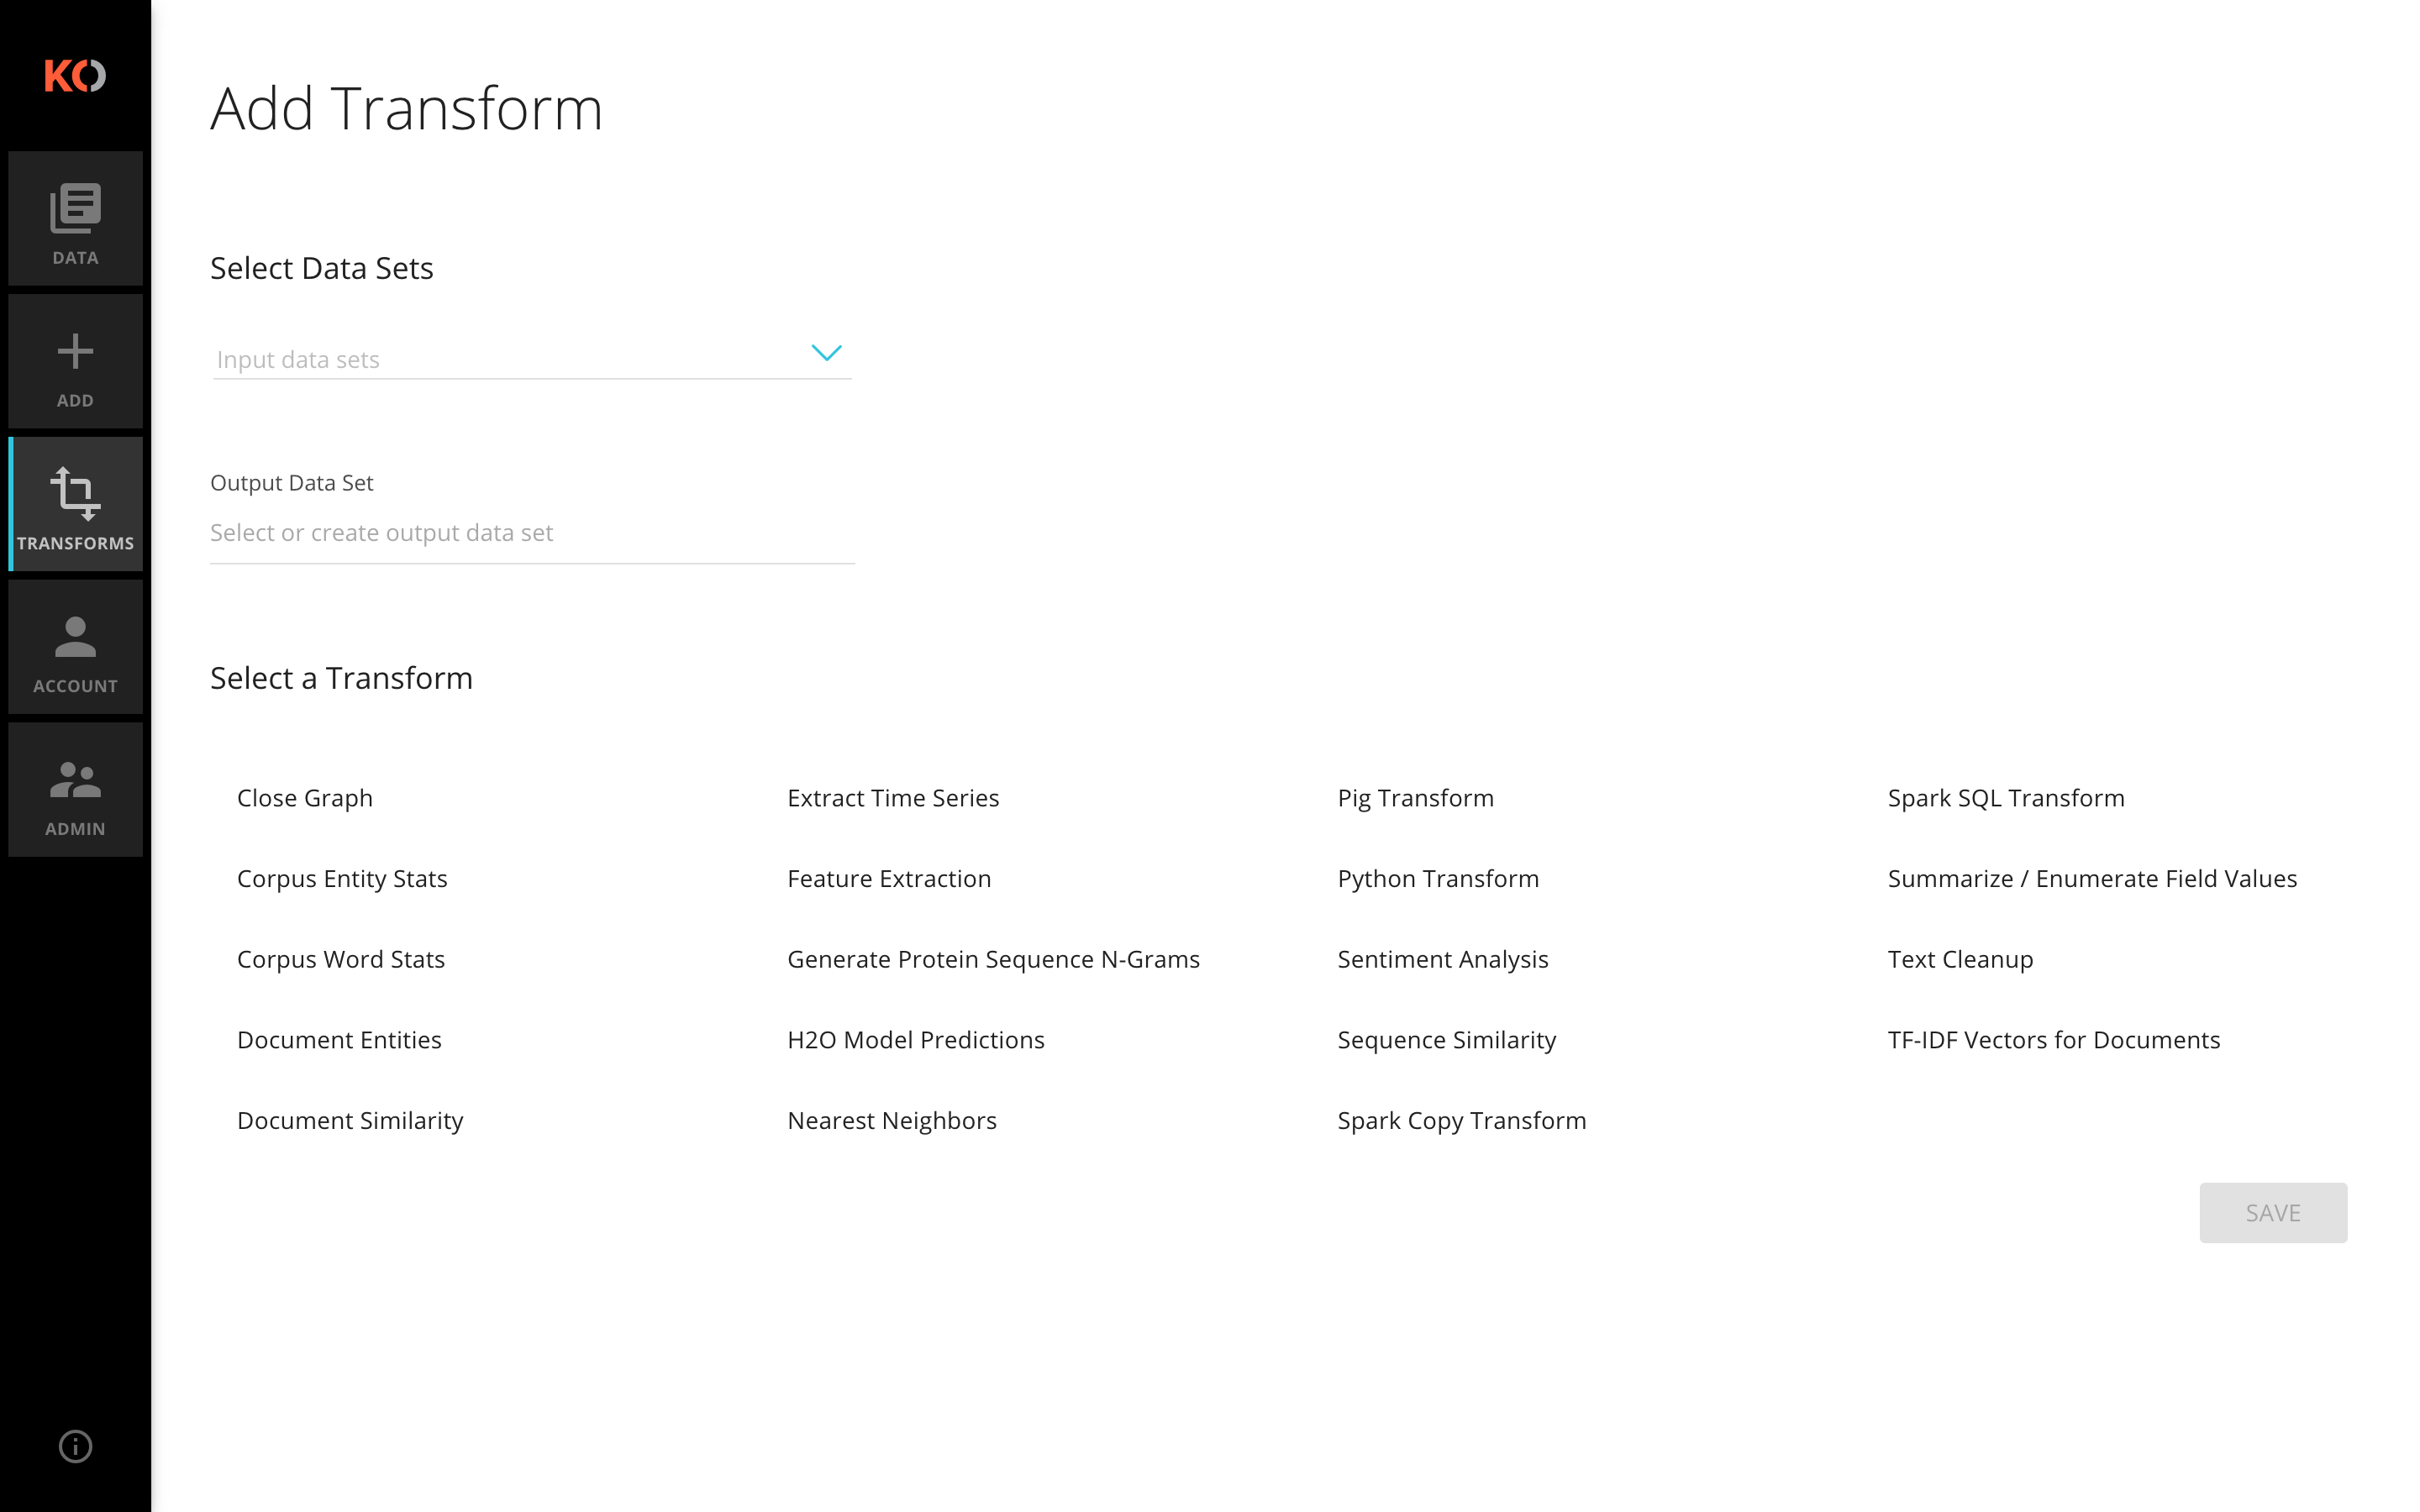 KO
DATA
ADD
TRANSFORMS
ACCOUNT
ADMIN
Add Transform
Select Data Sets
Input data sets
Output Data Set
Select or create output data set
Select a Transform
Close Graph
Corpus Entity Stats
Corpus Word Stats
Document Entities
Document Similarity
Extract Time Series
Feature Extraction
Generate Protein Sequence N-Grams
H2O Model Predictions
Nearest Neighbors
Pig Transform
Python Transform
Sentiment Analysis
Sequence Similarity
Spark Copy Transform
Spark SQL Transform
Summarize / Enumerate Field Values
Text Cleanup
TF-IDF Vectors for Documents
SAVE